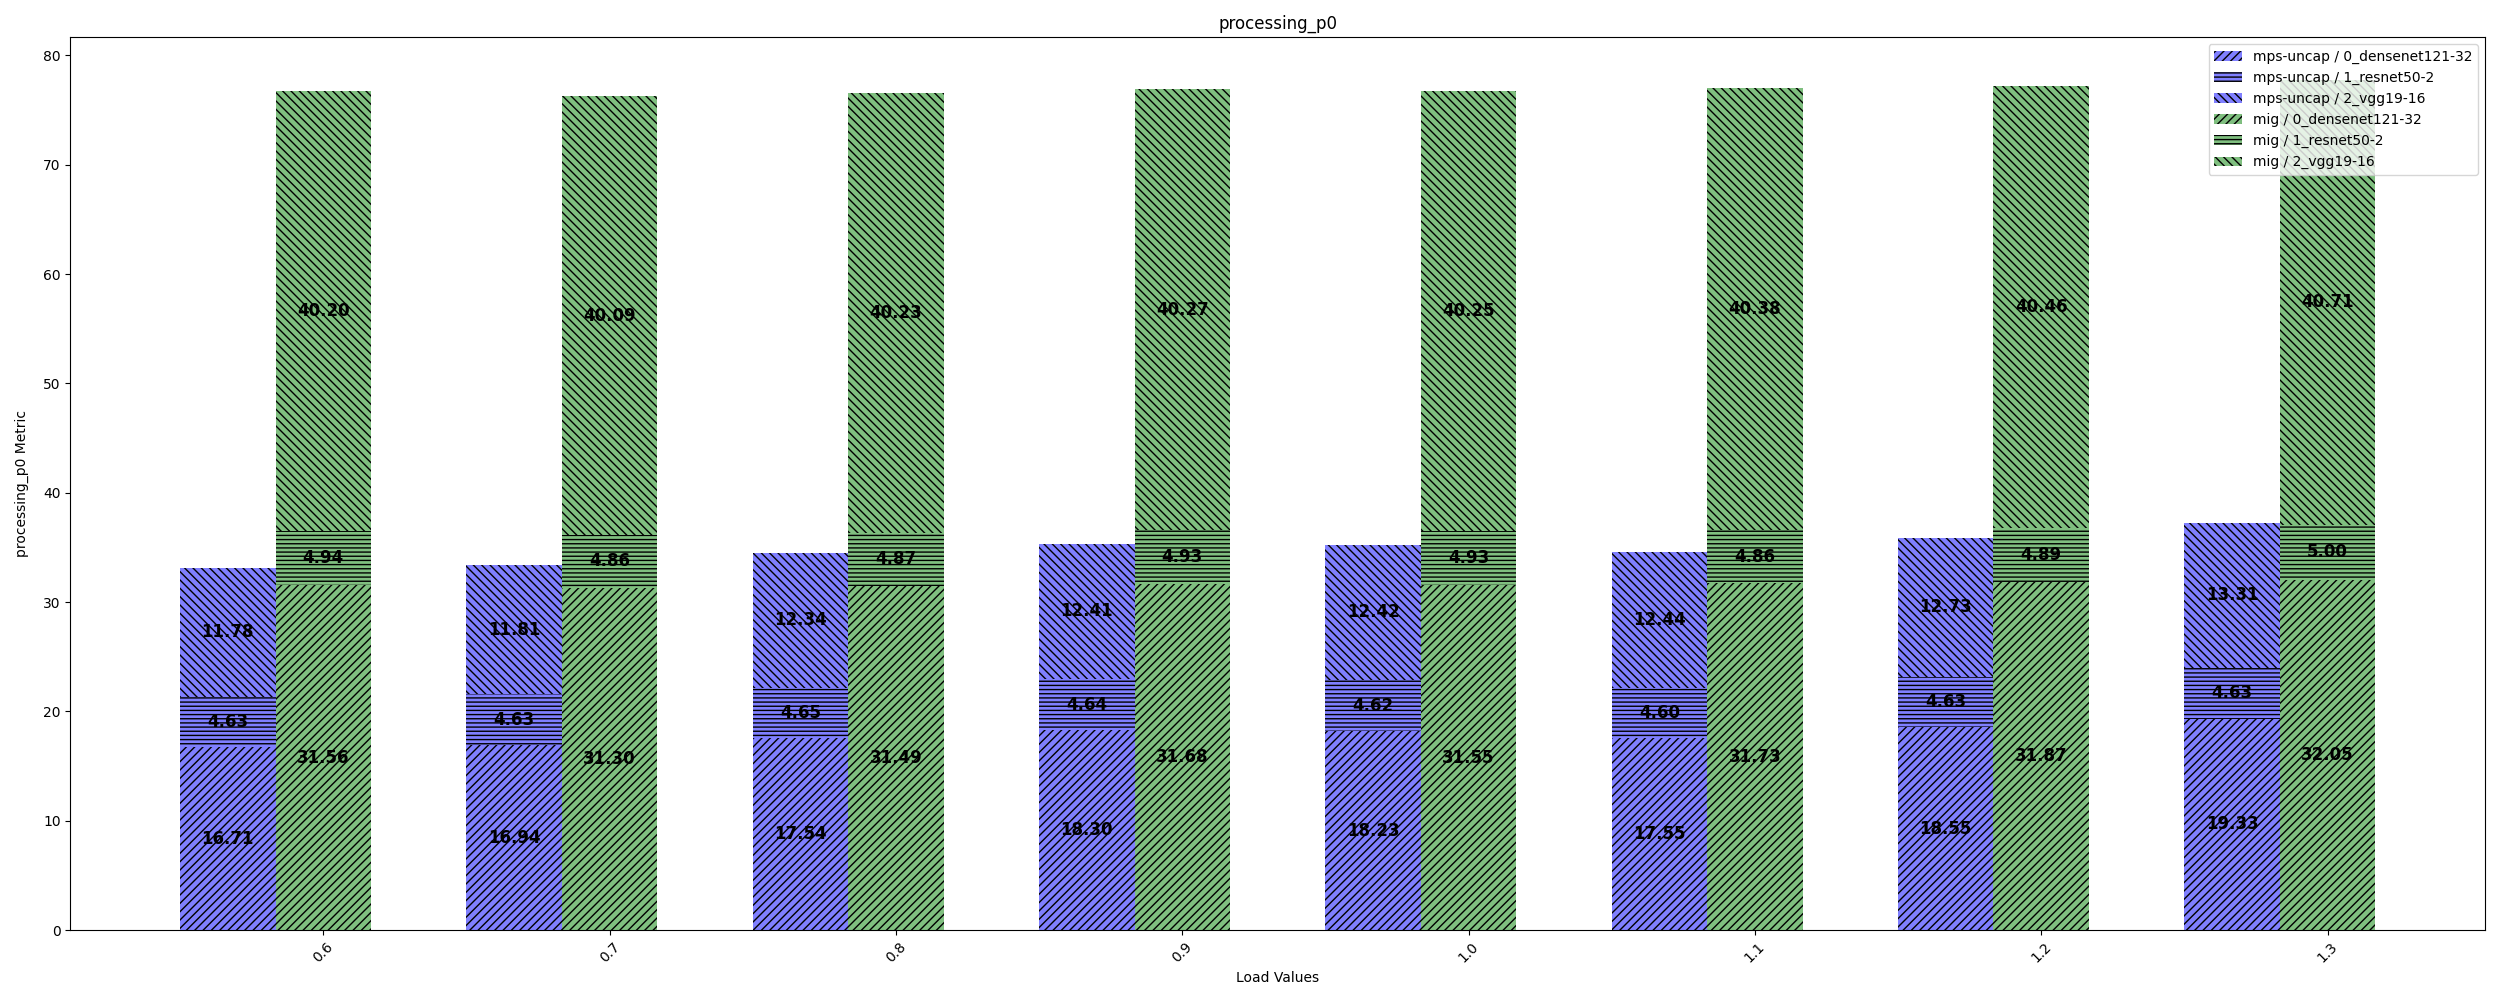 processing_p0
mps-uncap / 0_densenet121-32
mps-uncap / 1_resnet50-2
mps-uncap / 2_vgg19-16
mig / 0_densenet121-32
mig / 1_resnet50-2
mig / 2_vgg19-16
processing_p0 Metric
80
70
60
50
40
30
20
10
0
40.20 40.09 40.23 40.27 40.25 40.38 40.46 40.71
4.94 4.86 4.87 4.93 4.93 4.86 4.89 5.00
11.78 11.81 12.34 12.41 12.42 12.44 12.73 13.31
4.63 4.63 4.65 4.64 4.62 4.60 4.63 4.63
31.56 31.30 31.49 31.68 31.55 31.73 31.87 32.05
16.71 16.94 17.54 18.30 18.23 17.55 18.55 19.33
0.6 0.7 0.8 0.9 1.0 1.1 1.2 1.3
Load Values